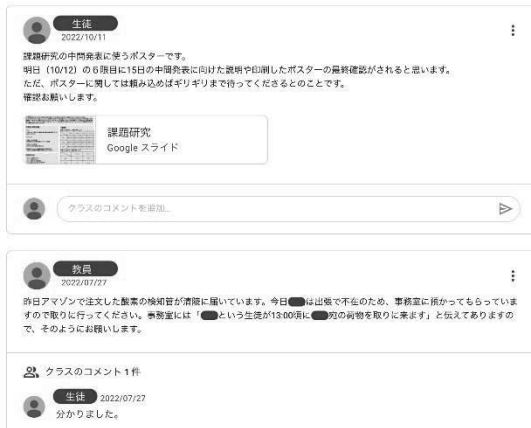 生徒
2022/10/11
課題研究の中間発表に使うポスターです。
明日（10/12）の6限目に15日の中間発表に向けた説明や印刷したポスターの最終確認がされると思います。
ただ、ポスターに関しては頼み込めばギリギリまで待ってくださるとのことです。
確認お願いします。
課題研究
Google スライド
クラスのコメントを追加...
教員
2022/07/27
昨日アマゾンで注文した酸素の検知管が清陵に届いています。今日は出張で不在のため、事務室に預かってもらっていま
すので取りに行ってください。事務室には「という生徒が13:00頃に宛の荷物を取りに来ます」と伝えてありますの
で、そのようにお願いします。
クラスのコメント 1 件
生徒 2022/07/27
分かりました。